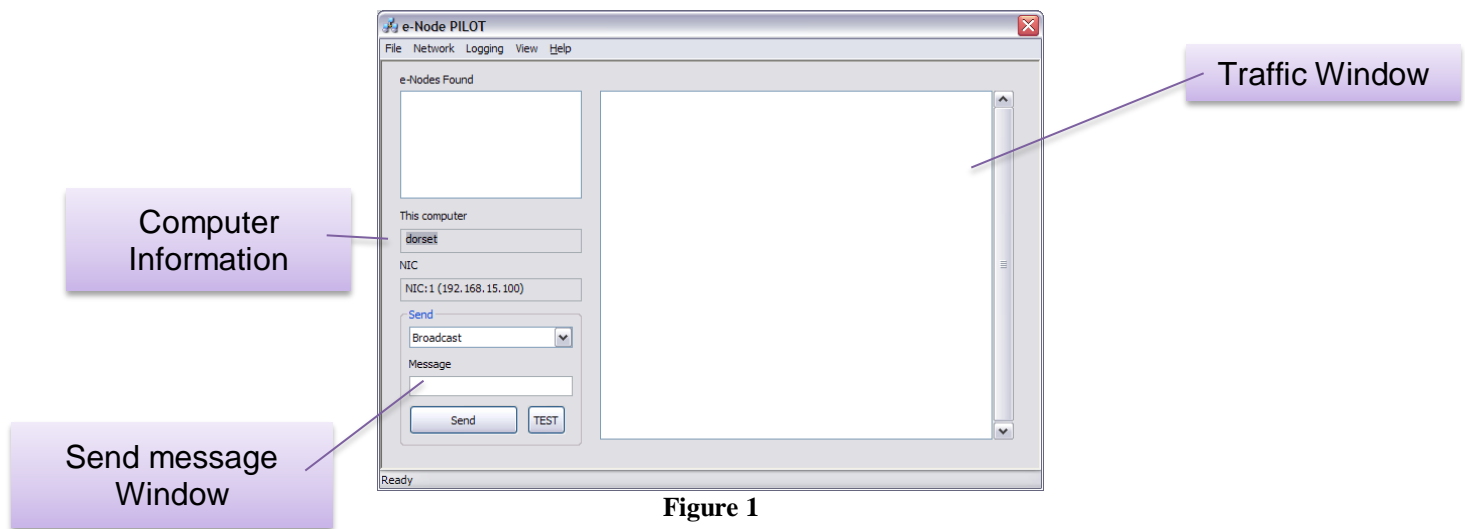 e-Node PILOT
File Network Logging View Help
e-Nodes Found
Traffic Window
This computer
dorset
Computer
Information
NIC
NIC:1 (192.168.15.100)
Send
Broadcast
Message
Send TEST
Send message
Window
Ready
Figure 1